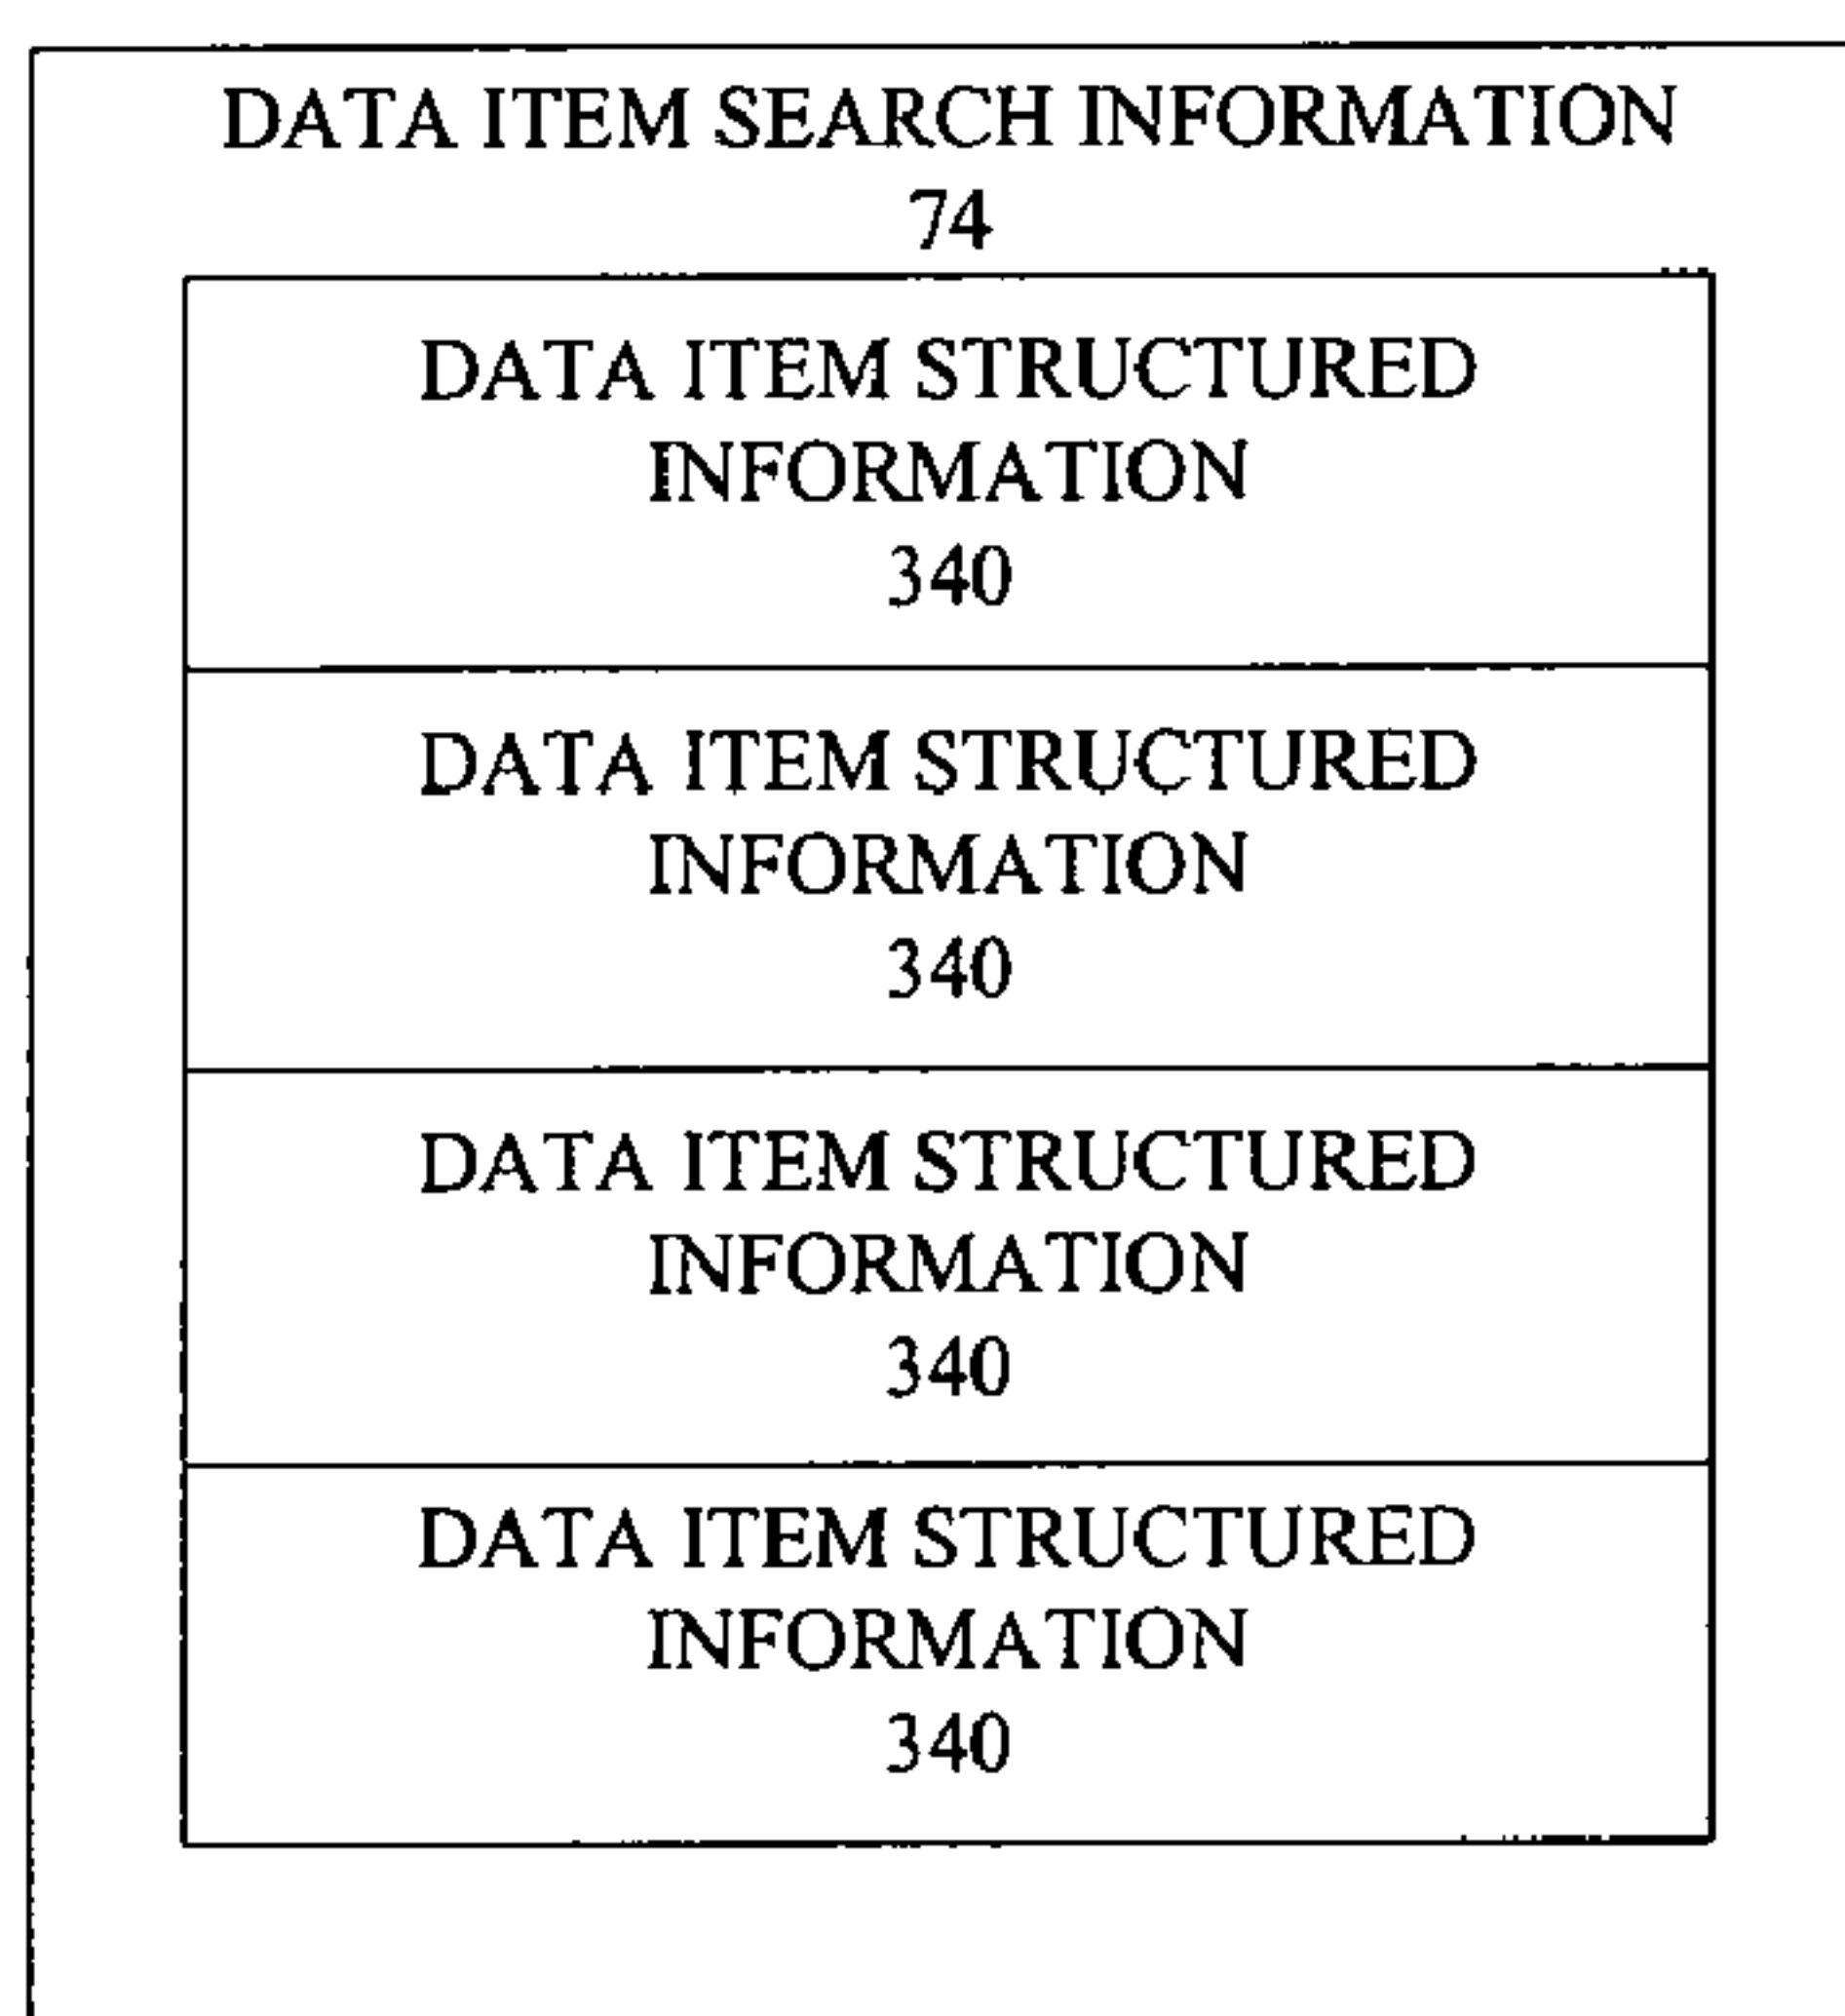 DATA ITEM SEARCH INFORMATION
74
DATA ITEM STRUCTURED
INFORMATION
340
DATA ITEM STRUCTURED
INFORMATION
340
DATA ITEM STRUCTURED
INFORMATION
340
DATA ITEM STRUCTURED
INFORMATION
340